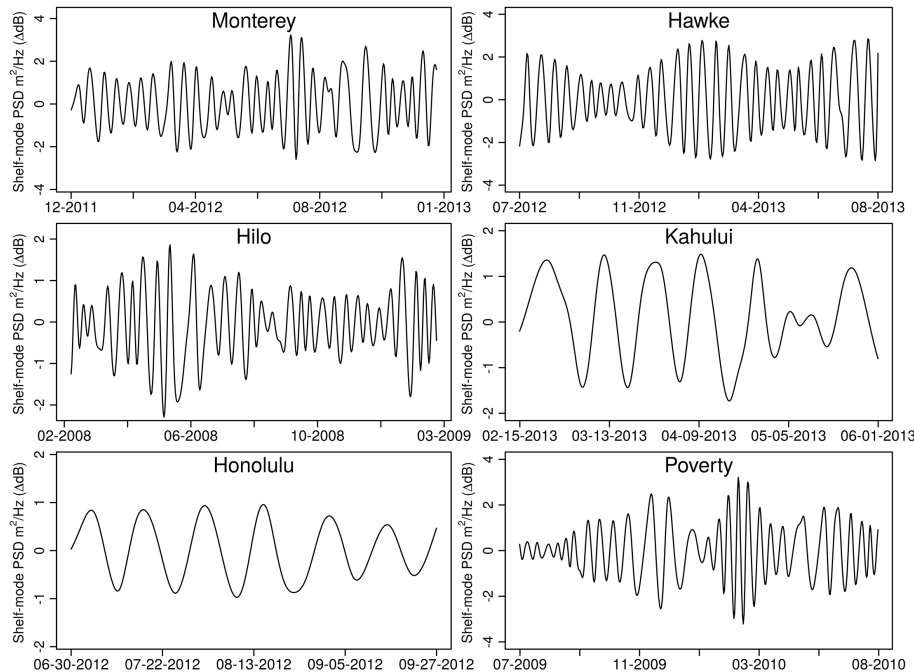 Monterey
Shelf-mode PSD m²/Hz (ΔdB)
4
2
0
-2
-4
12-2011 04-2012 08-2012 01-2013
Hawke
Shelf-mode PSD m²/Hz (ΔdB)
4
2
0
-2
-4
07-2012 11-2012 04-2013 08-2013
Hilo
Shelf-mode PSD m²/Hz (ΔdB)
2
1
0
-1
-2
02-2008 06-2008 10-2008 03-2009
Kahului
Shelf-mode PSD m²/Hz (ΔdB)
2
1
0
-1
-2
02-15-2013 03-13-2013 04-09-2013 05-05-2013 06-01-2013
Honolulu
Shelf-mode PSD m²/Hz (ΔdB)
2
1
0
-1
-2
06-30-2012 07-22-2012 08-13-2012 09-05-2012 09-27-2012
Poverty
Shelf-mode PSD m²/Hz (ΔdB)
4
2
0
-2
-4
07-2009 11-2009 03-2010 08-2010